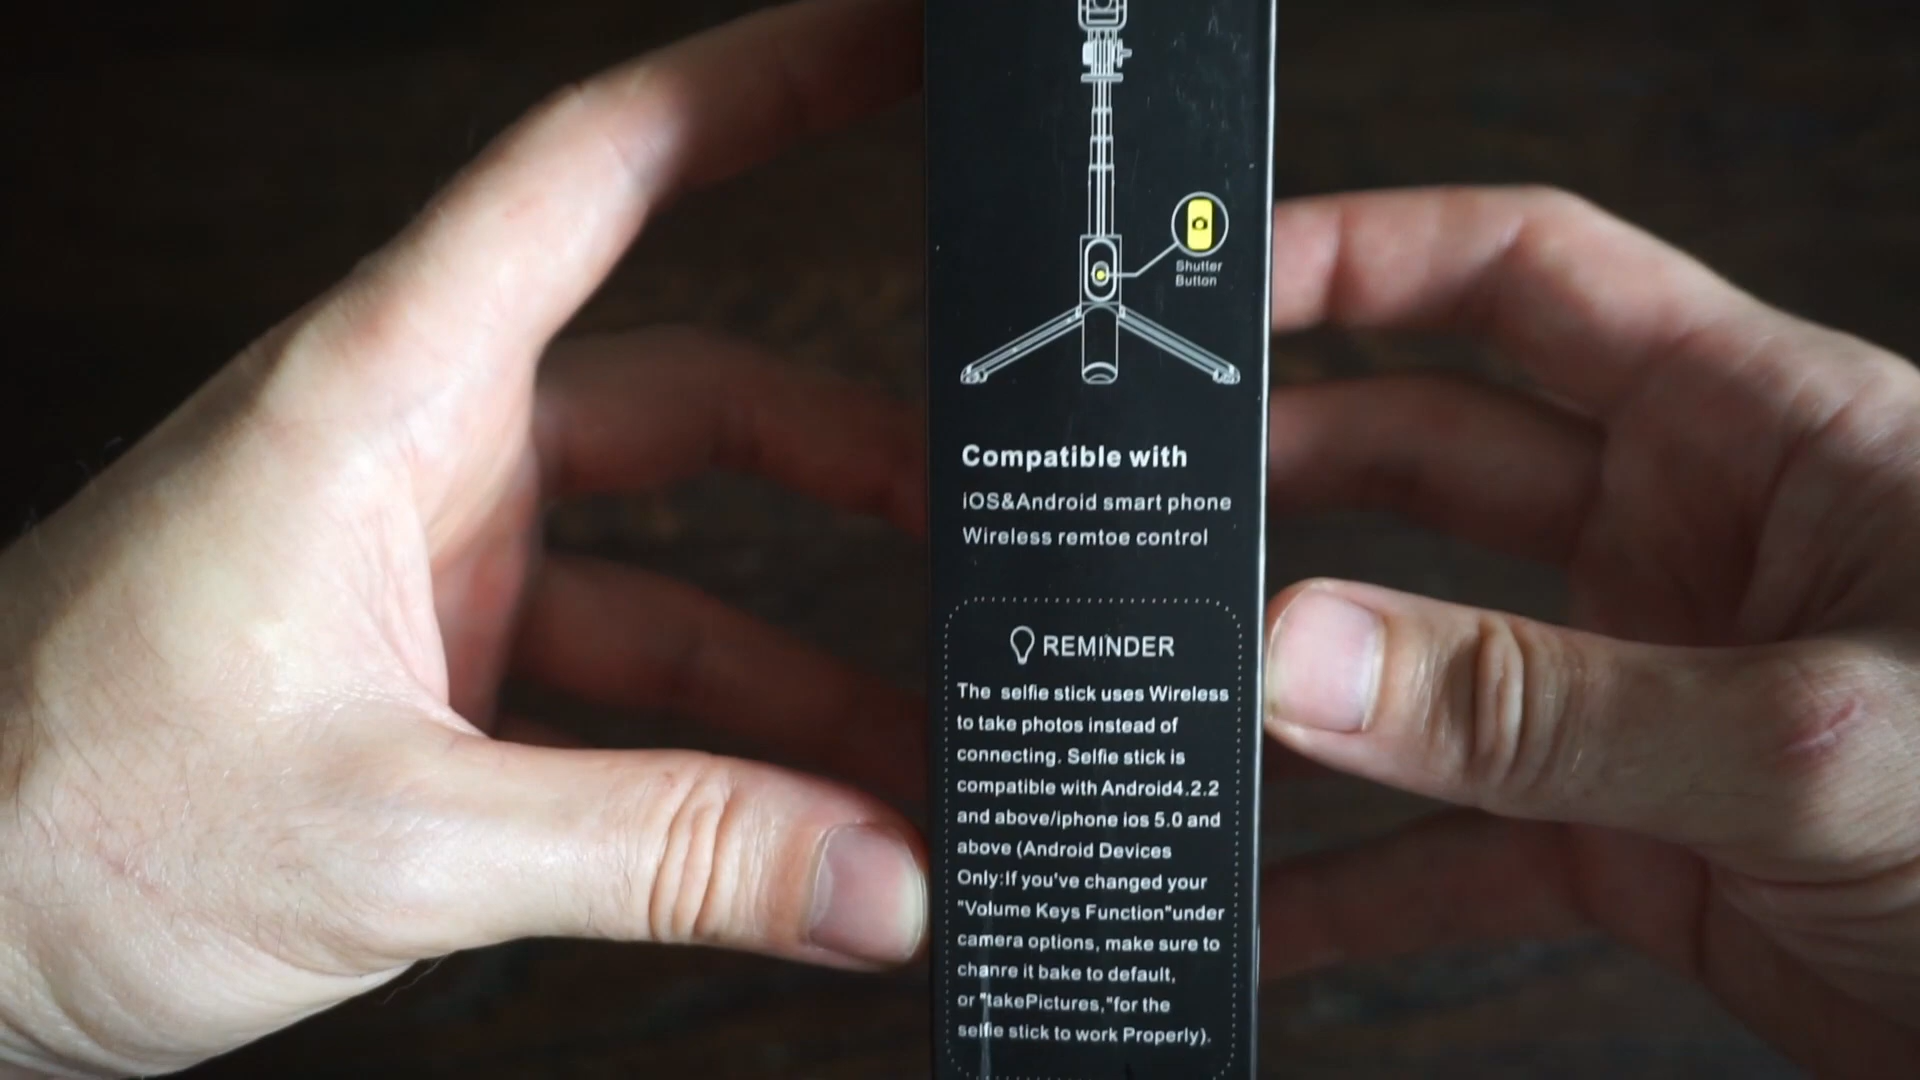 Shutter
Button
Compatible with
iOS&Android smart phone
Wireless remtoe control
REMINDER
The selfie stick uses Wireless
to take photos instead of
connecting. Selfie stick is
compatible with Android4.2.2
and above/iphone ios 5.0 and
above (Android Devices
Only:If you've changed your
"Volume Keys Function"under
camera options, make sure to
chanre it bake to default,
or "takePictures,"for the
selfie stick to work Properly).